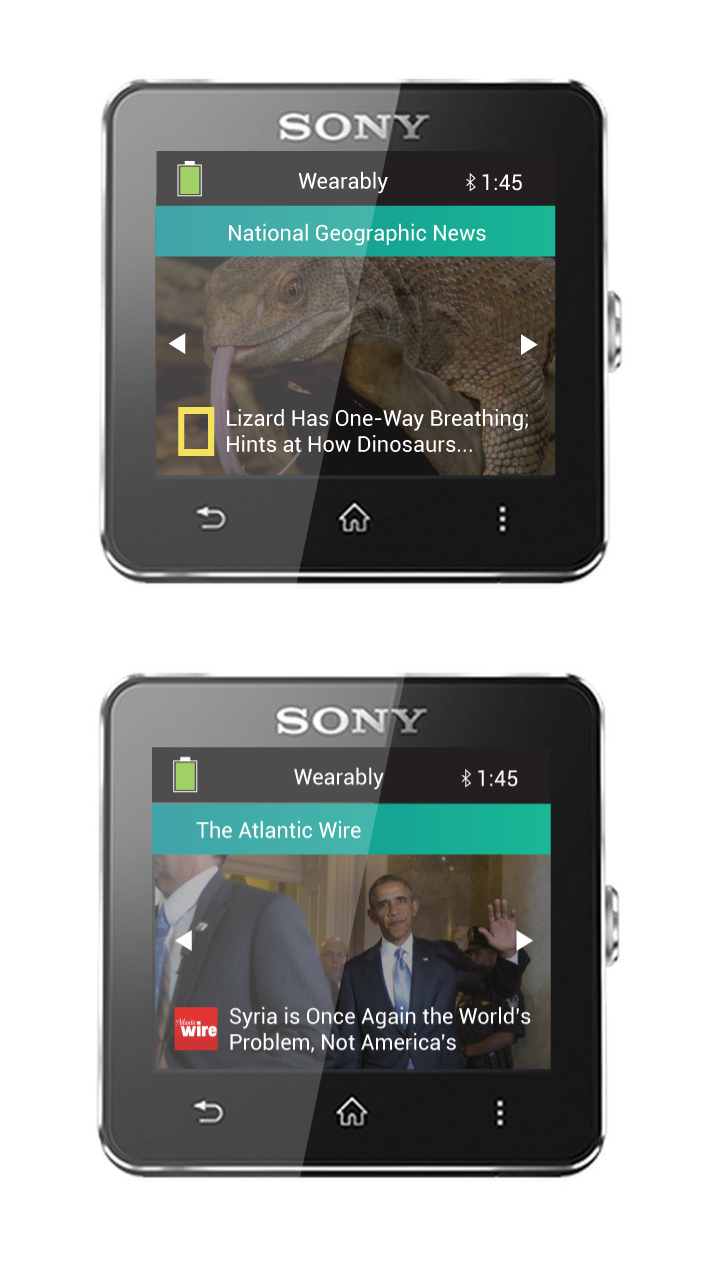 SONY
Wearably 1:45
National Geographic News
Lizard Has One-Way Breathing;
Hints at How Dinosaurs...
SONY
Wearably 1:45
The Atlantic Wire
Atlantic
wire
Syria is Once Again the World's
Problem, Not America's